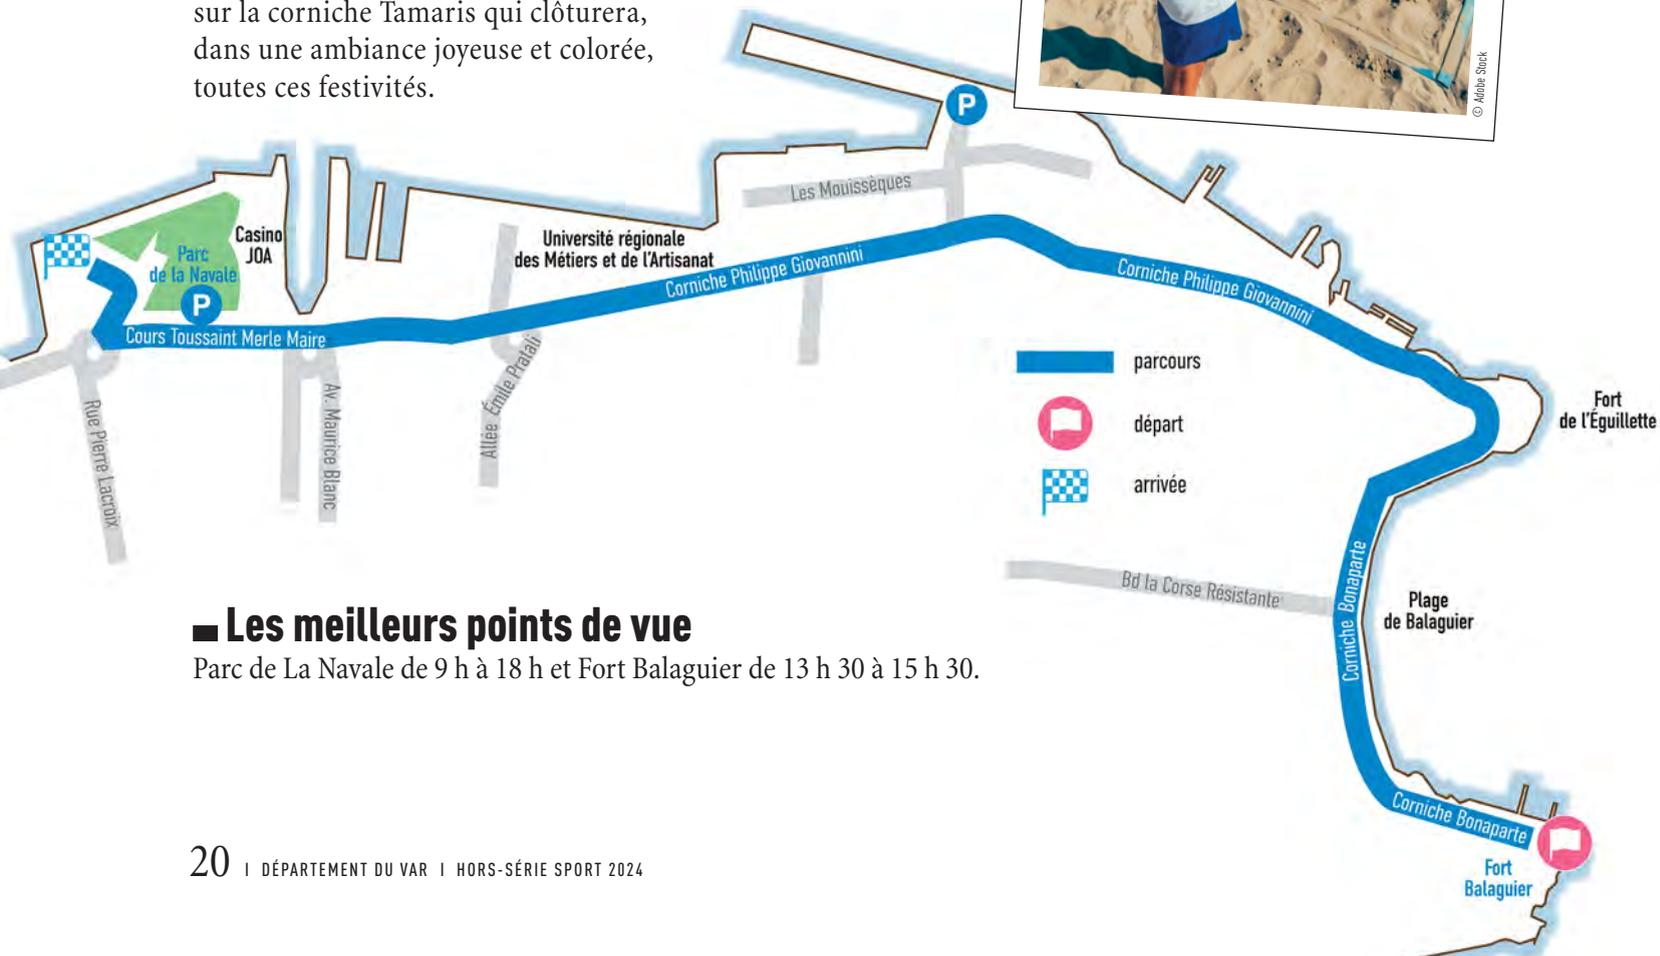 sur la corniche Tamaris qui clôturera,
dans une ambiance joyeuse et colorée,
toutes ces festivités.
© Adobe Stock
P
Les Mouissèques
Casino
JOA
Parc
de la Navale
P
Université régionale
des Métiers et de l'Artisanat
Corniche Philippe Giovannini
Corniche Philippe Giovannini
Cours Toussaint Merle Maire
Rue Pierre Lacroix
Av. Maurice Blanc
Allée Émile Pratali
parcours
départ
arrivée
Fort
de l'Éguillette
Bd la Corse Résistante
Corniche Bonaparte
Plage
de Balaguier
Les meilleurs points de vue
Parc de La Navale de 9 h à 18 h et Fort Balaguier de 13 h 30 à 15 h 30.
Corniche Bonaparte
Fort
Balaguier
20 I DÉPARTEMENT DU VAR I HORS-SÉRIE SPORT 2024